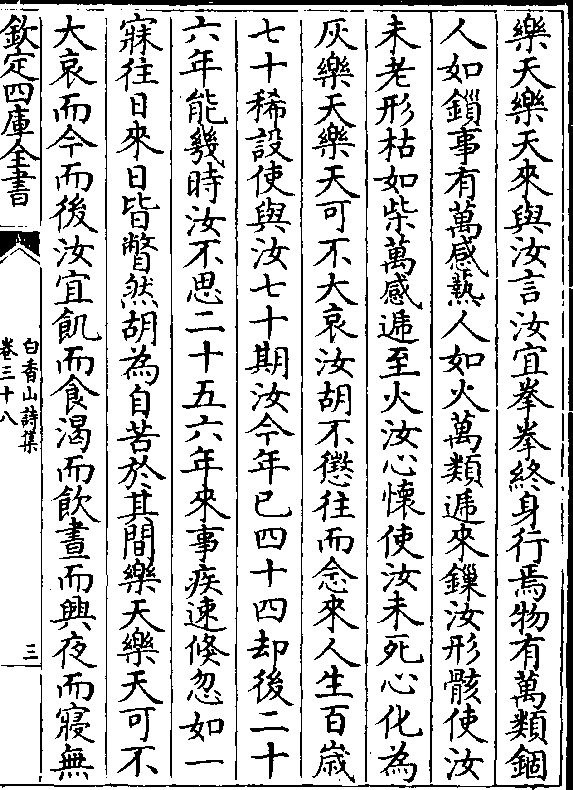 樂天樂天來與汝言汝宜拳拳終身行焉物有萬類錮
人如鏁事有萬感爇人如火萬類遞來鏁汝形骸使汝
未老形枯如柴萬感遞至火汝心懷使汝未死心化為
灰樂天樂天可不大哀汝胡不懲往而念來人生百歳
七十稀設使與汝七十期汝今年已四十四却後二十
六年能幾時汝不思二十五六年來事疾速倏忽如一
寐往日來日皆瞥然胡為自苦於其間樂天樂天可不
大哀而今而後汝宜飢而食渴而飲晝而興夜而寢無
欽定四庫全書
白香山詩集
卷三十八
三